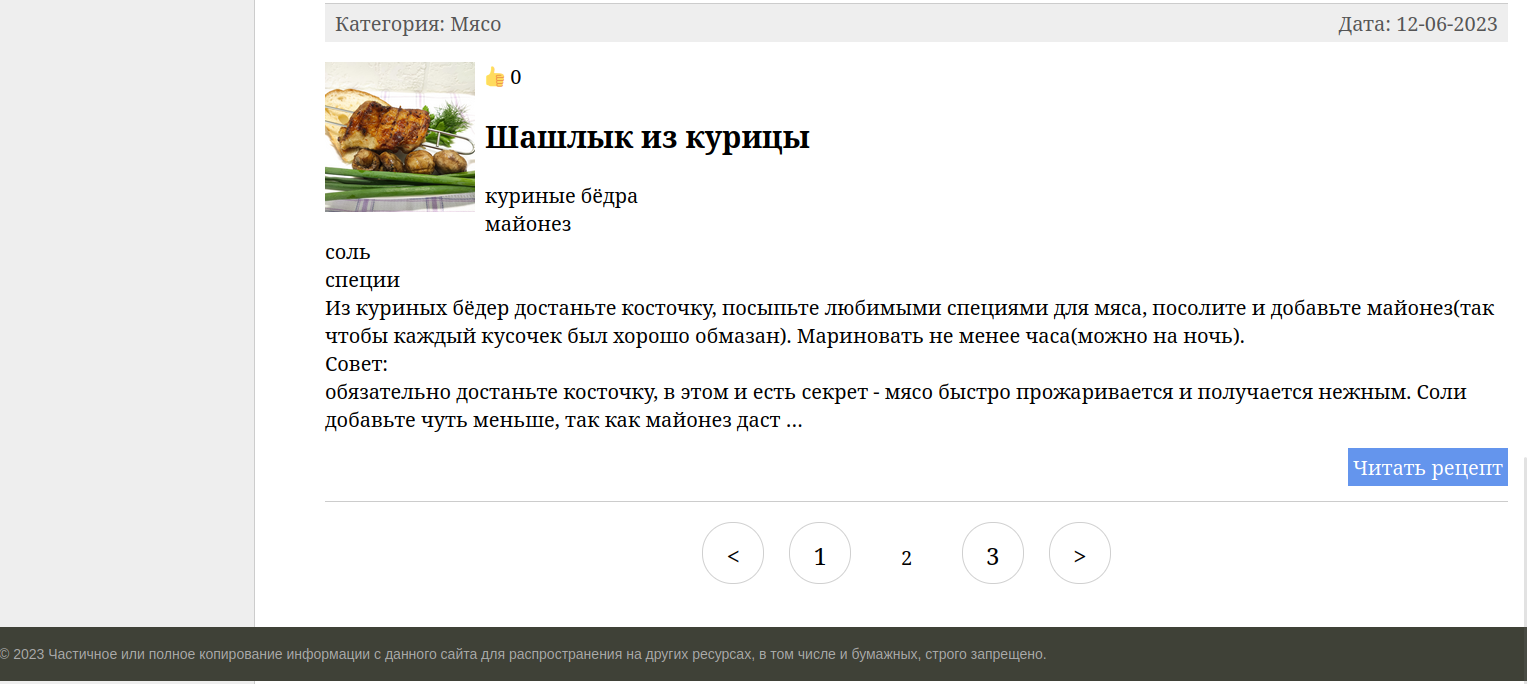 Категория: Мясо
Дата: 12-06-2023
👍 0
Шашлык из курицы
куриные бёдра
майонез
соль
специи
Из куриных бёдер достаньте косточку, посыпьте любимыми специями для мяса, посолите и добавьте майонез(так
чтобы каждый кусочек был хорошо обмазан). Мариновать не менее часа(можно на ночь).
Совет:
обязательно достаньте косточку, в этом и есть секрет - мясо быстро прожаривается и получается нежным. Соли
добавьте чуть меньше, так как майонез даст ...
Читать рецепт
< 1 2 3 >
© 2023 Частичное или полное копирование информации с данного сайта для распространения на других ресурсах, в том числе и бумажных, строго запрещено.